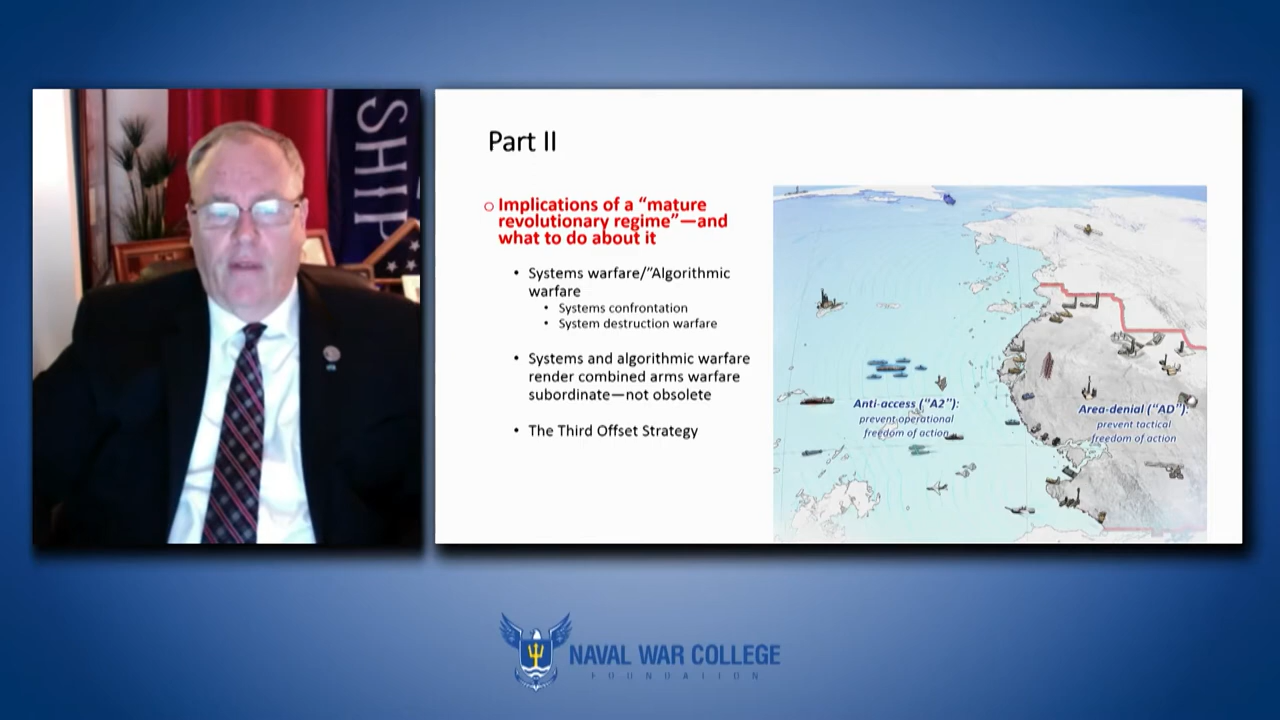 SHIP
Part II
Implications of a “mature
revolutionary regime”—and
what to do about it
Systems warfare/”Algorithmic
warfare
Systems confrontation
System destruction warfare
Systems and algorithmic warfare
render combined arms warfare
subordinate—not obsolete
The Third Offset Strategy
Anti-access ("A2"):
prevent operational
freedom of action
Area-denial ("AD"):
prevent tactical
freedom of action
NAVAL WAR COLLEGE
FOUNDATION